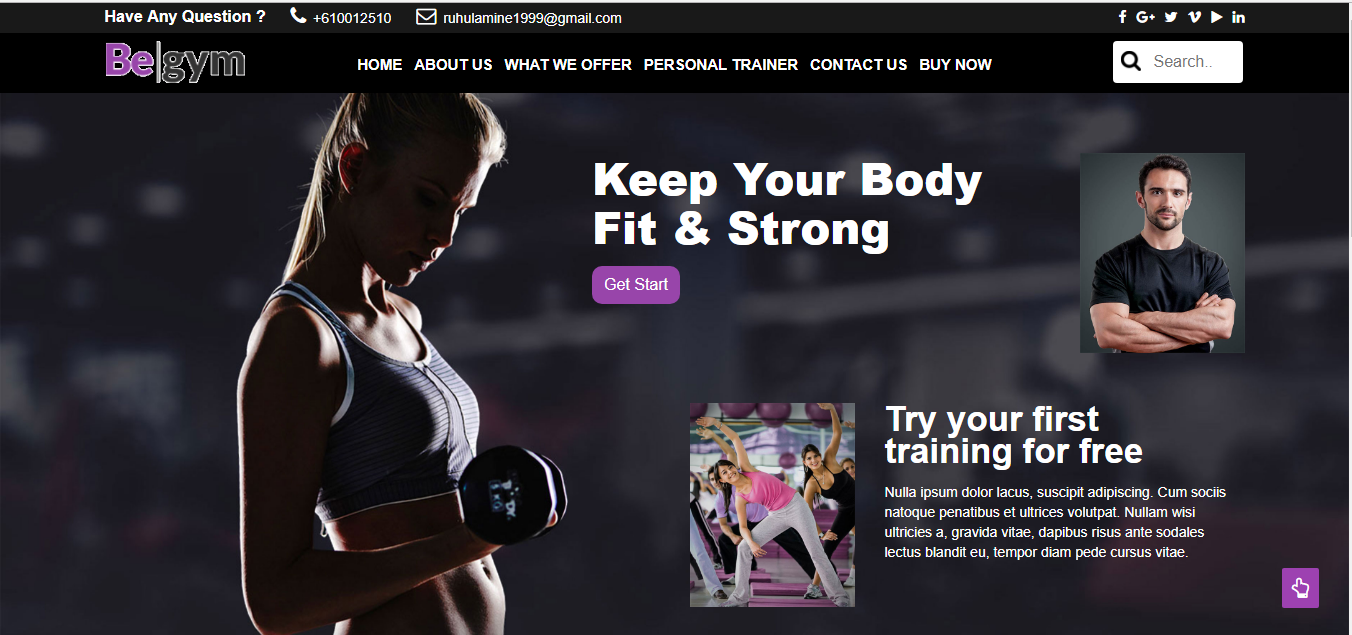 Have Any Question ?
+610012510
ruhulamine1999@gmail.com
Be|gym
HOME ABOUT US WHAT WE OFFER PERSONAL TRAINER CONTACT US BUY NOW
Search..
Keep Your Body
Fit & Strong
Get Start
Try your first
training for free
Nulla ipsum dolor lacus, suscipit adipiscing. Cum sociis
natoque penatibus et ultrices volutpat. Nullam wisi
ultricies a, gravida vitae, dapibus risus ante sodales
lectus blandit eu, tempor diam pede cursus vitae.